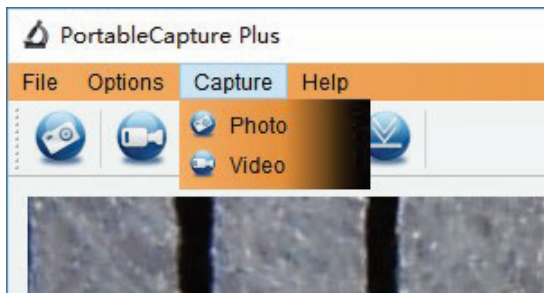 PortableCapture Plus
File Options Capture Help
Photo
Video